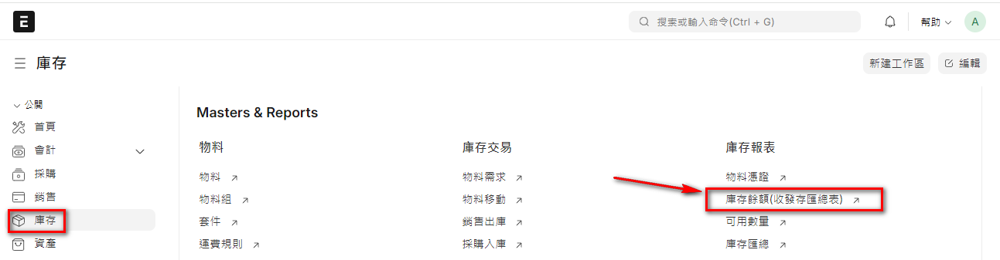 E
搜索或輸入命令(Ctrl + G)
幫助
A
庫存
新建工作區
編輯
公開
首頁
會計
採購
銷售
庫存
資產
Masters & Reports
物料
物料
物料組
套件
運費規則
庫存交易
物料需求
物料移動
銷售出庫
採購入庫
庫存報表
物料憑證
庫存餘額(收發存匯總表)
可用數量
庫存匯總